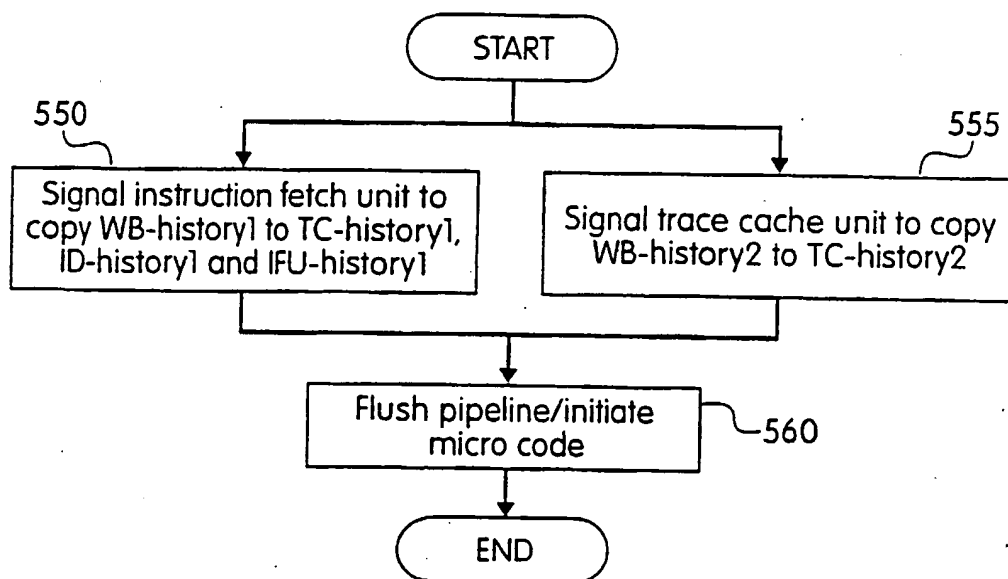 START
550
555
Signal instruction fetch unit to
copy WB-history1 to TC-history1,
ID-history1 and IFU-history1
Signal trace cache unit to copy
WB-history2 to TC-history2
Flush pipeline/initiate
micro code
560
END